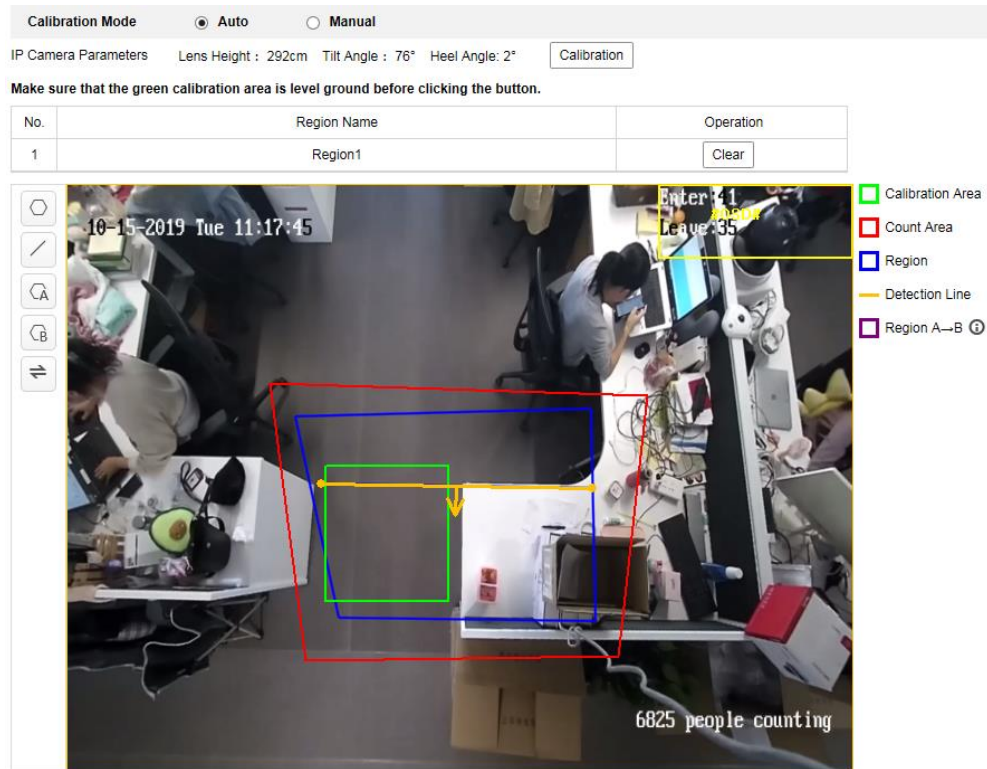 Calibration Mode Auto Manual
IP Camera Parameters Lens Height : 292cm Tilt Angle : 76° Heel Angle: 2° Calibration
Make sure that the green calibration area is level ground before clicking the button.
No. Region Name Operation
1 Region1 Clear
10-15-2019 Tue 11:17:45
Enter:41
#OSD#
Leave:35
A
B
6825 people counting
Calibration Area
Count Area
Region
Detection Line
Region A→B